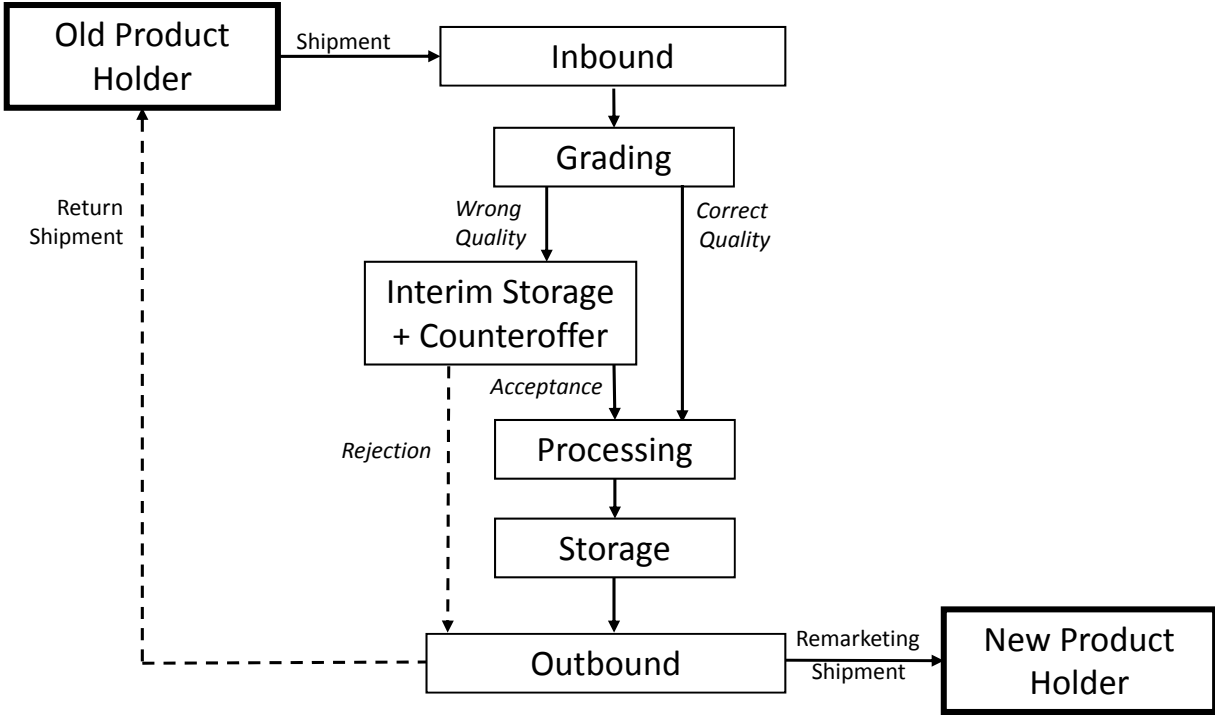 Old Product
Holder
Shipment
Inbound
Grading
Wrong
Quality
Correct
Quality
Return
Shipment
Interim Storage
+ Counteroffer
Acceptance
Rejection
Processing
Storage
Outbound
Remarketing
Shipment
New Product
Holder